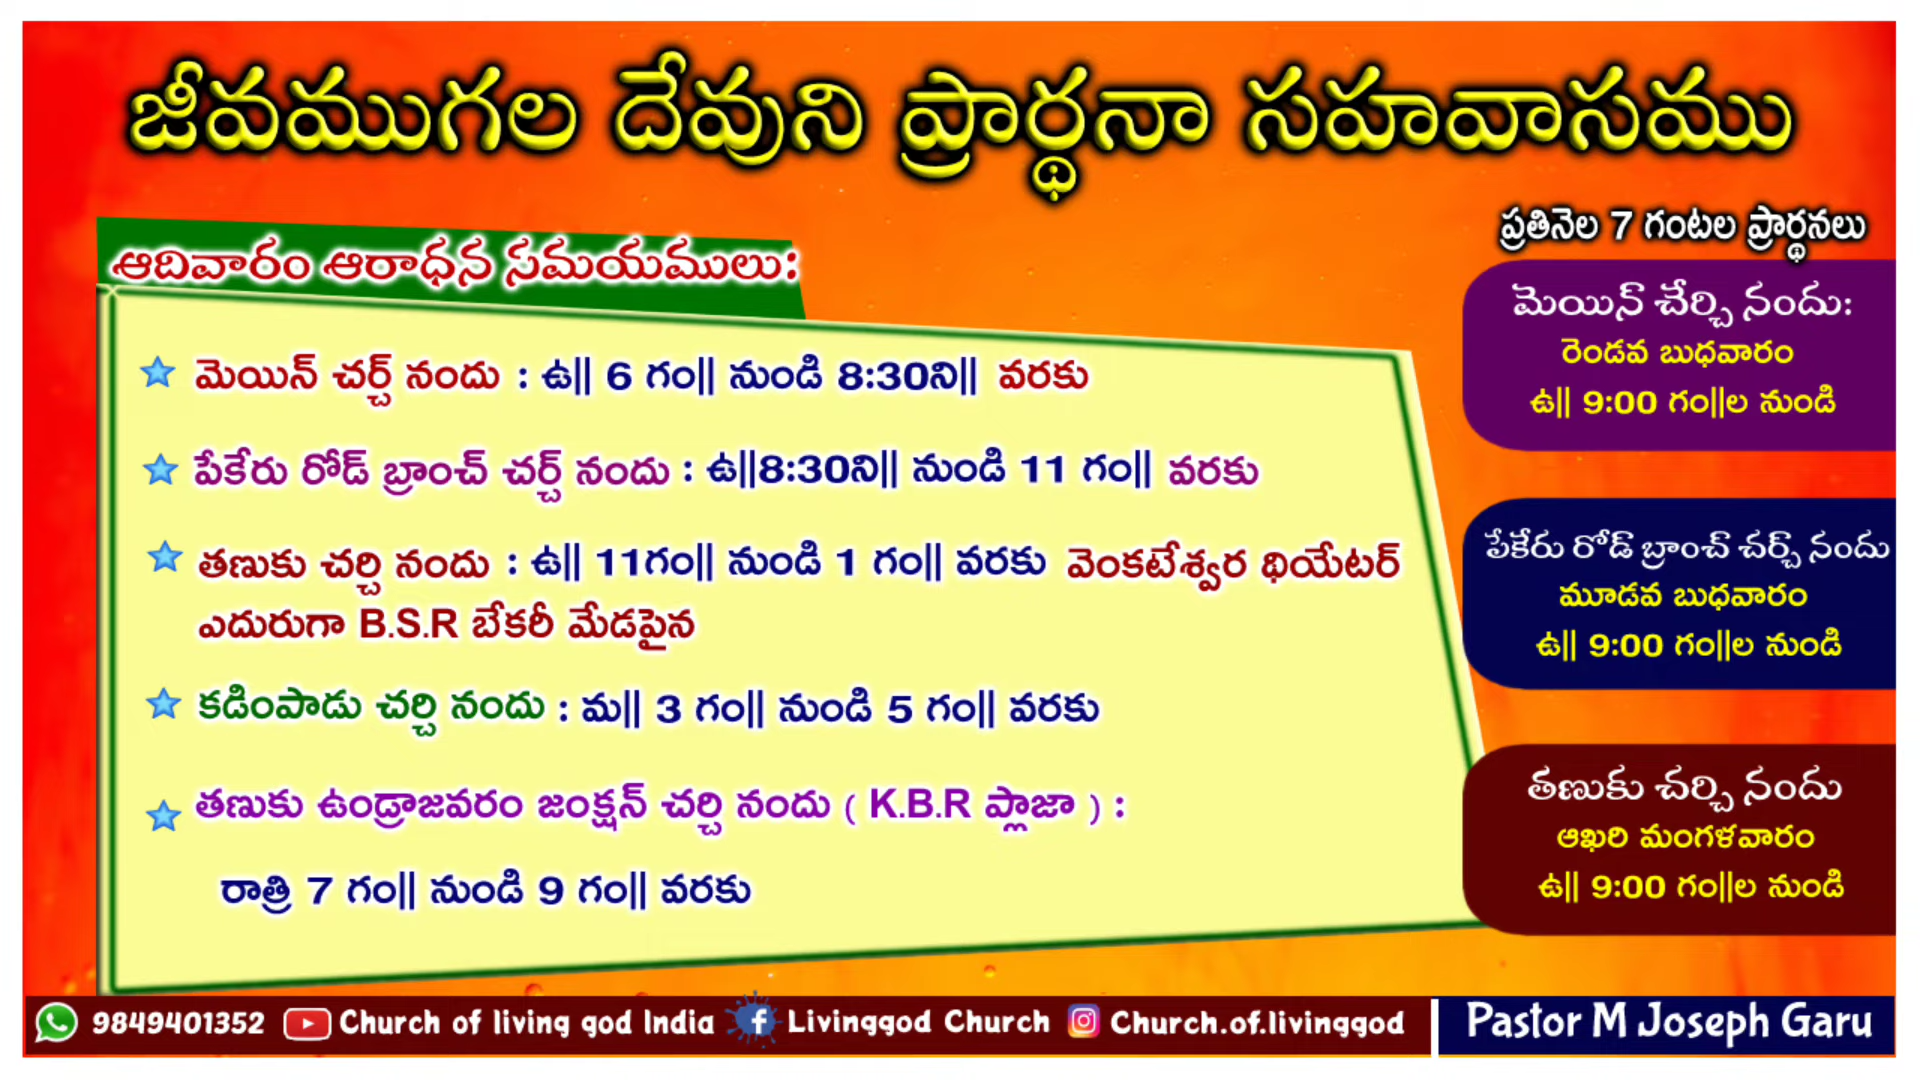 జీవముగల దేవుని ప్రార్థనా సహవాసము
ఆదివారం ఆరాధన సమయములు:
మెయిన్ చర్చ్ నందు : ఉ|| 6 గం|| నుండి 8:30ని|| వరకు
పేకేరు రోడ్ బ్రాంచ్ చర్చ్ నందు : ఉ||8:30ని|| నుండి 11 గం|| వరకు
తణుకు చర్చి నందు : ఉ|| 11గం|| నుండి 1 గం|| వరకు వెంకటేశ్వర థియేటర్
ఎదురుగా B.S.R బేకరీ మేడపైన
కడింపాడు చర్చి నందు : మ|| 3 గం|| నుండి 5 గం|| వరకు
తణుకు ఉండ్రాజవరం జంక్షన్ చర్చి నందు ( K.B.R ప్లాజా ) :
రాత్రి 7 గం|| నుండి 9 గం|| వరకు
ప్రతినెల 7 గంటల ప్రార్థనలు
మెయిన్ చేర్చి నందు:
రెండవ బుధవారం
ఉ|| 9:00 గం||ల నుండి
పేకేరు రోడ్ బ్రాంచ్ చర్చ్ నందు
మూడవ బుధవారం
ఉ|| 9:00 గం||ల నుండి
తణుకు చర్చి నందు
ఆఖరి మంగళవారం
ఉ|| 9:00 గం||ల నుండి
9849401352 Church of living god India Livinggod Church Church.of.livinggod
Pastor M Joseph Garu